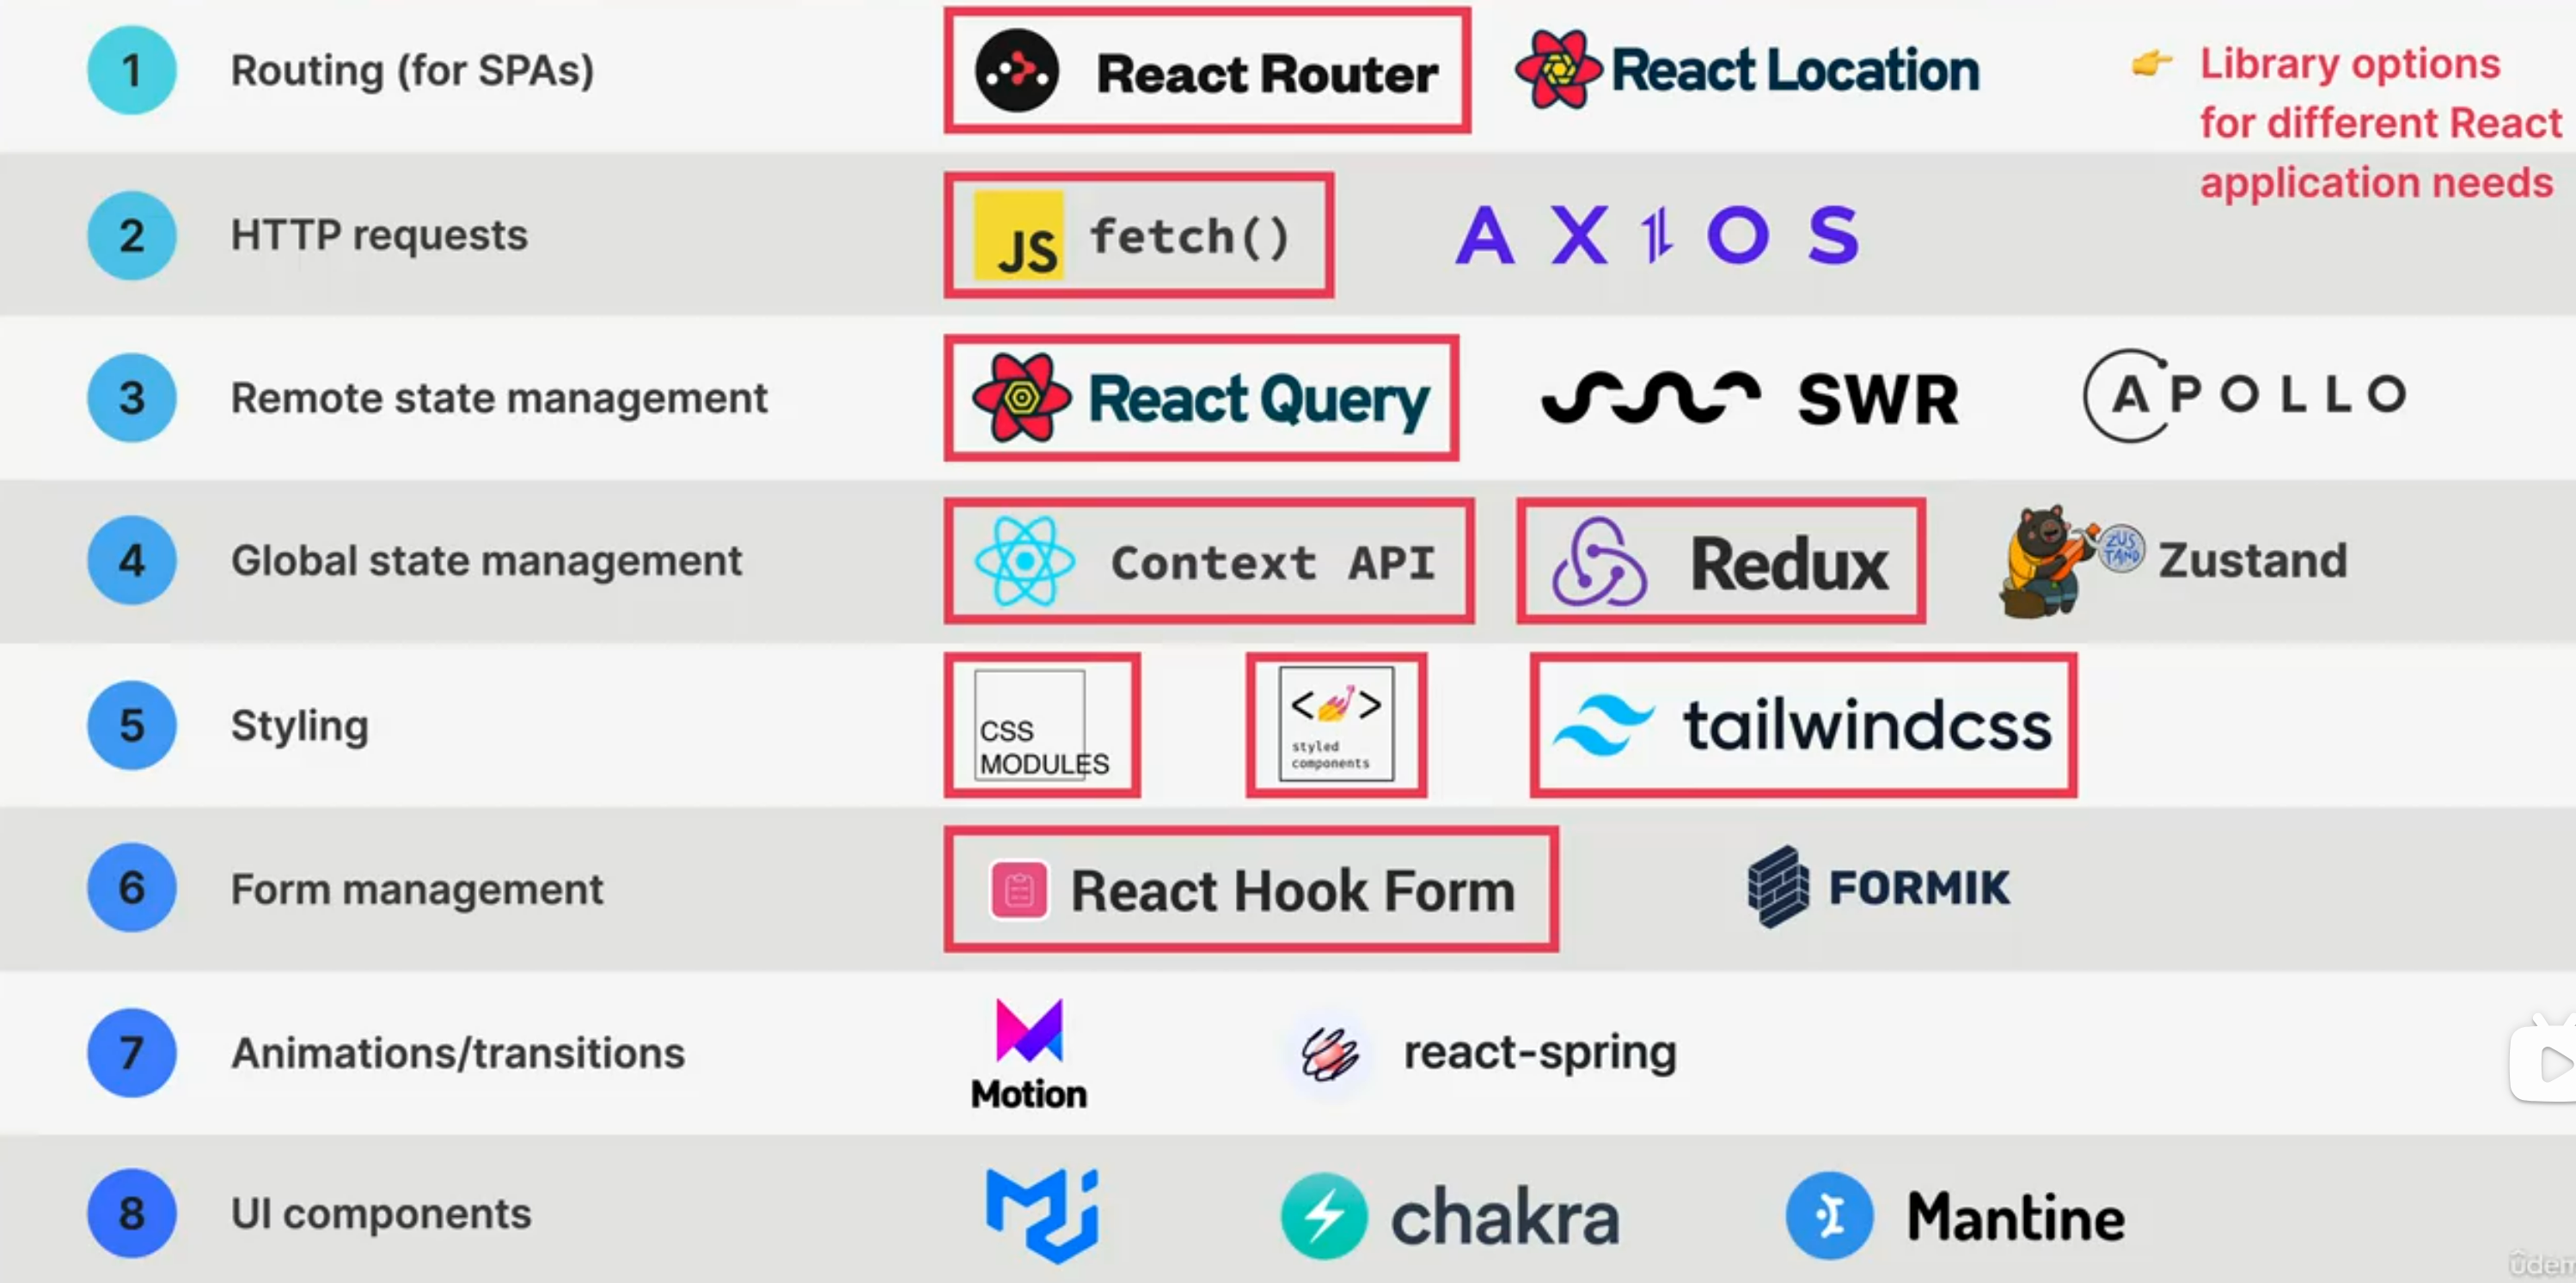 1 Routing (for SPAs) React Router React Location 👉 Library options
for different React
application needs
2 HTTP requests JS fetch() AXIOS
3 Remote state management React Query SWR APOLLO
4 Global state management Context API Redux ZUS TAND Zustand
5 Styling CSS MODULES < > styled components tailwindcss
6 Form management React Hook Form FORMIK
7 Animations/transitions Motion react-spring
8 UI components chakra Mantine